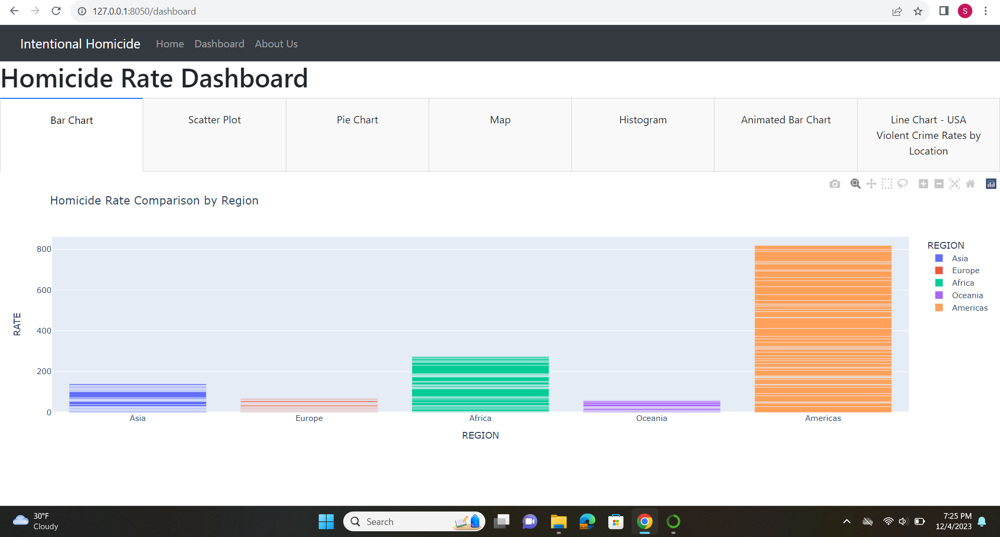 127.0.0.1:8050/dashboard
S
Intentional Homicide Home Dashboard About Us
Homicide Rate Dashboard
Bar Chart
Scatter Plot
Pie Chart
Map
Histogram
Animated Bar Chart
Line Chart - USA
Violent Crime Rates by
Location
Homicide Rate Comparison by Region
800
600
400
200
0
RATE
Asia
Europe
Africa
Oceania
Americas
REGION
REGION
Asia
Europe
Africa
Oceania
Americas
30°F
Cloudy
Search
7:25 PM
12/4/2023